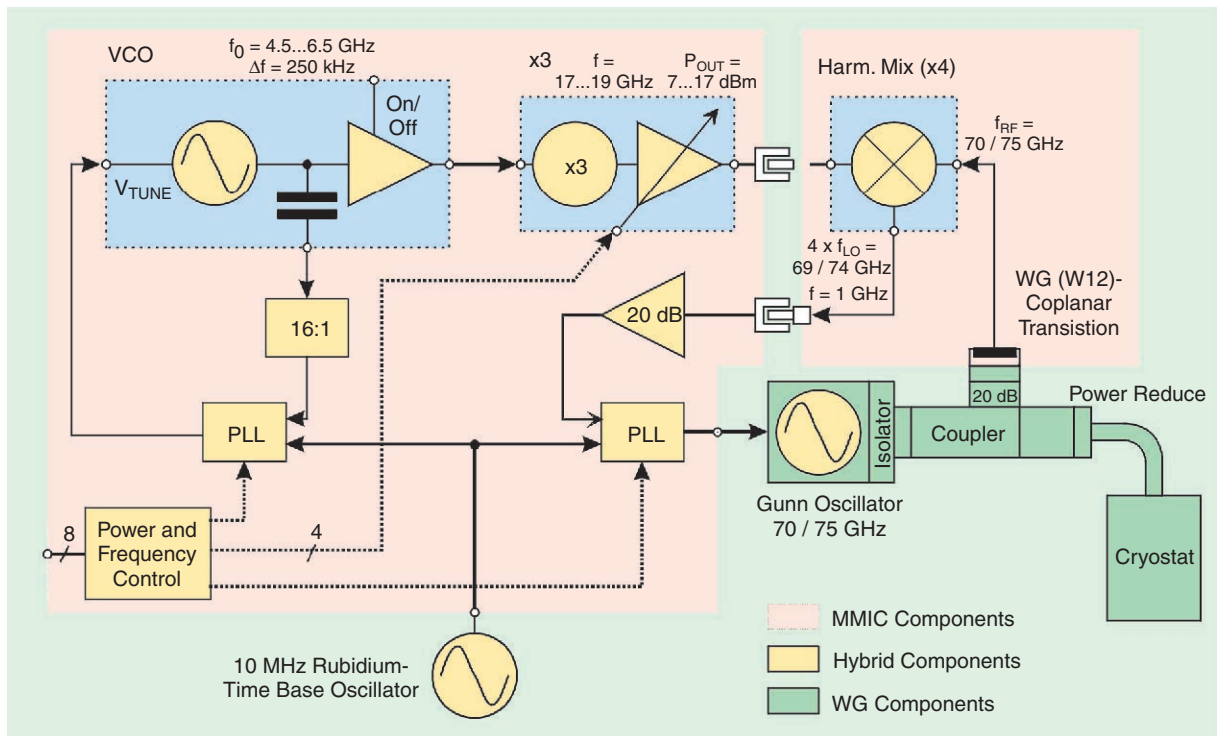 VCO
f0 = 4.5...6.5 GHz
Δf = 250 kHz
On/
Off
VTUNE
x3
f =
17...19 GHz
POUT =
7...17 dBm
x3
Harm. Mix (x4)
fRF =
70 / 75 GHz
4 x fLO =
69 / 74 GHz
f = 1 GHz
WG (W12)-
Coplanar
Transistion
16:1
20 dB
20 dB
Power Reduce
PLL
PLL
Isolator
Coupler
Gunn Oscillator
70 / 75 GHz
8
Power and
Frequency
Control
4
Cryostat
10 MHz Rubidium-
Time Base Oscillator
MMIC Components
Hybrid Components
WG Components